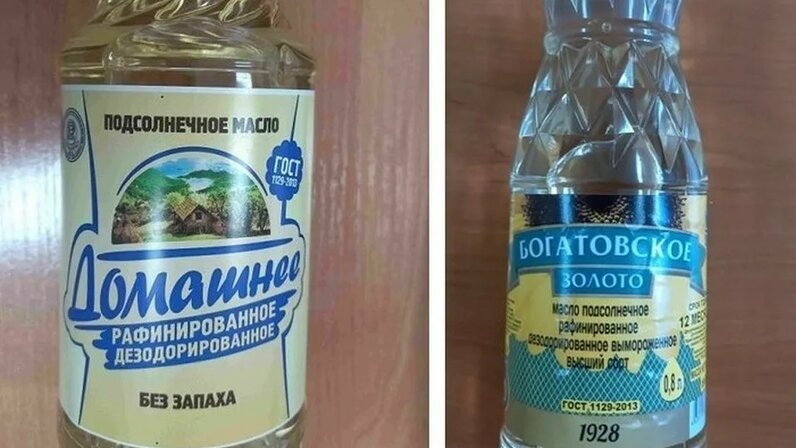 ПОДСОЛНЕЧНОЕ МАСЛО
ГОСТ
1129-2013
Домашнее
РАФИНИРОВАННОЕ
ДЕЗОДОРИРОВАННОЕ
БЕЗ ЗАПАХА
БОГАТОВСКОЕ
ЗОЛОТО
масло подсолнечное
рафинированное
дезодорированное вымороженное
высший сорт
0,8 л
ГОСТ 1129-2013
1928
СРОК
12 МЕС